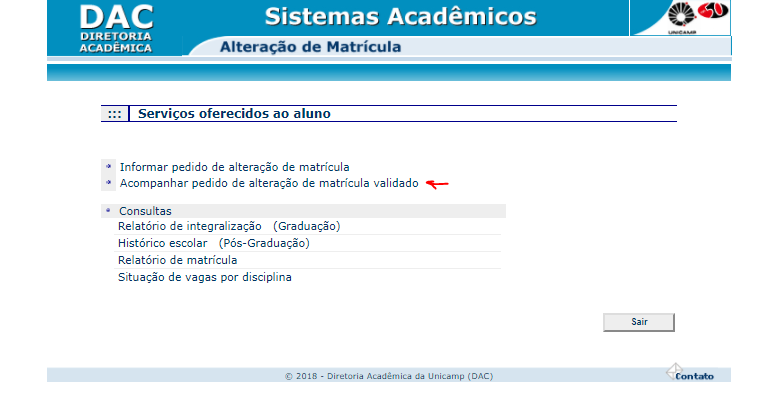 DAC
DIRETORIA
ACADÊMICA
Sistemas Acadêmicos
Alteração de Matrícula
UNICAMP
50
::: Serviços oferecidos ao aluno
Informar pedido de alteração de matrícula
Acompanhar pedido de alteração de matrícula validado
Consultas
Relatório de integralização (Graduação)
Histórico escolar (Pós-Graduação)
Relatório de matrícula
Situação de vagas por disciplina
Sair
© 2018 - Diretoria Acadêmica da Unicamp (DAC)
Contato